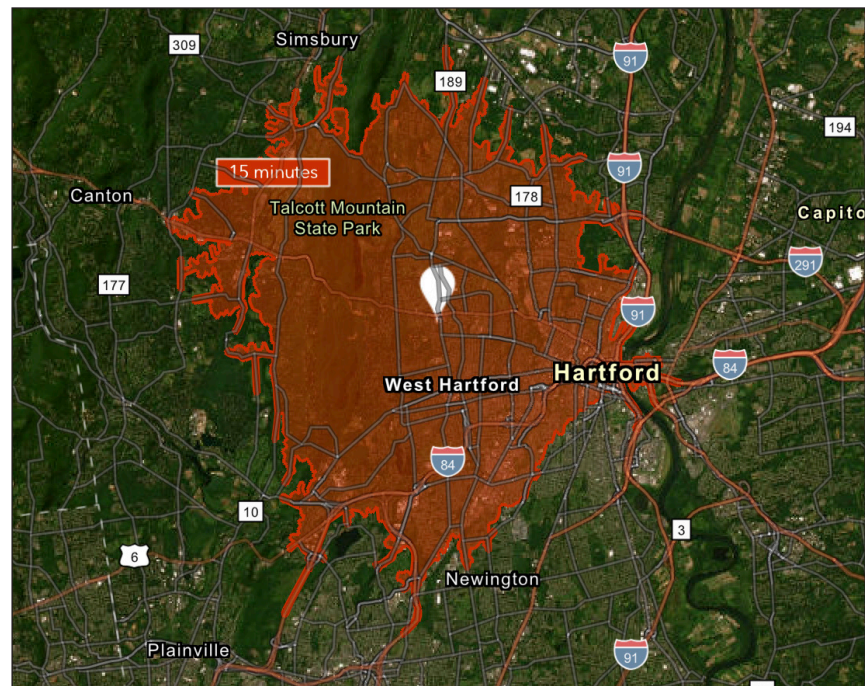 309
Simsbury
91
189
194
15 minutes
91
Canton
178
Talcott Mountain
State Park
Capito
177
291
91
84
Hartford
West Hartford
84
10
3
6
Newington
Plainville
91